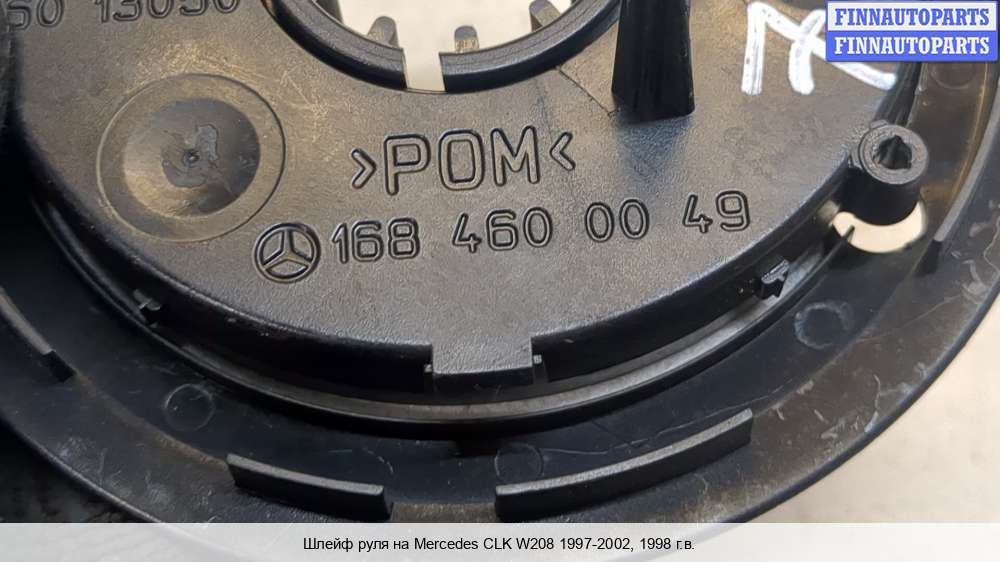 FINNAUTOPARTS
FINNAUTOPARTS
>POM<
168 460 00 49
Шлейф руля на Mercedes CLK W208 1997-2002, 1998 г.в.